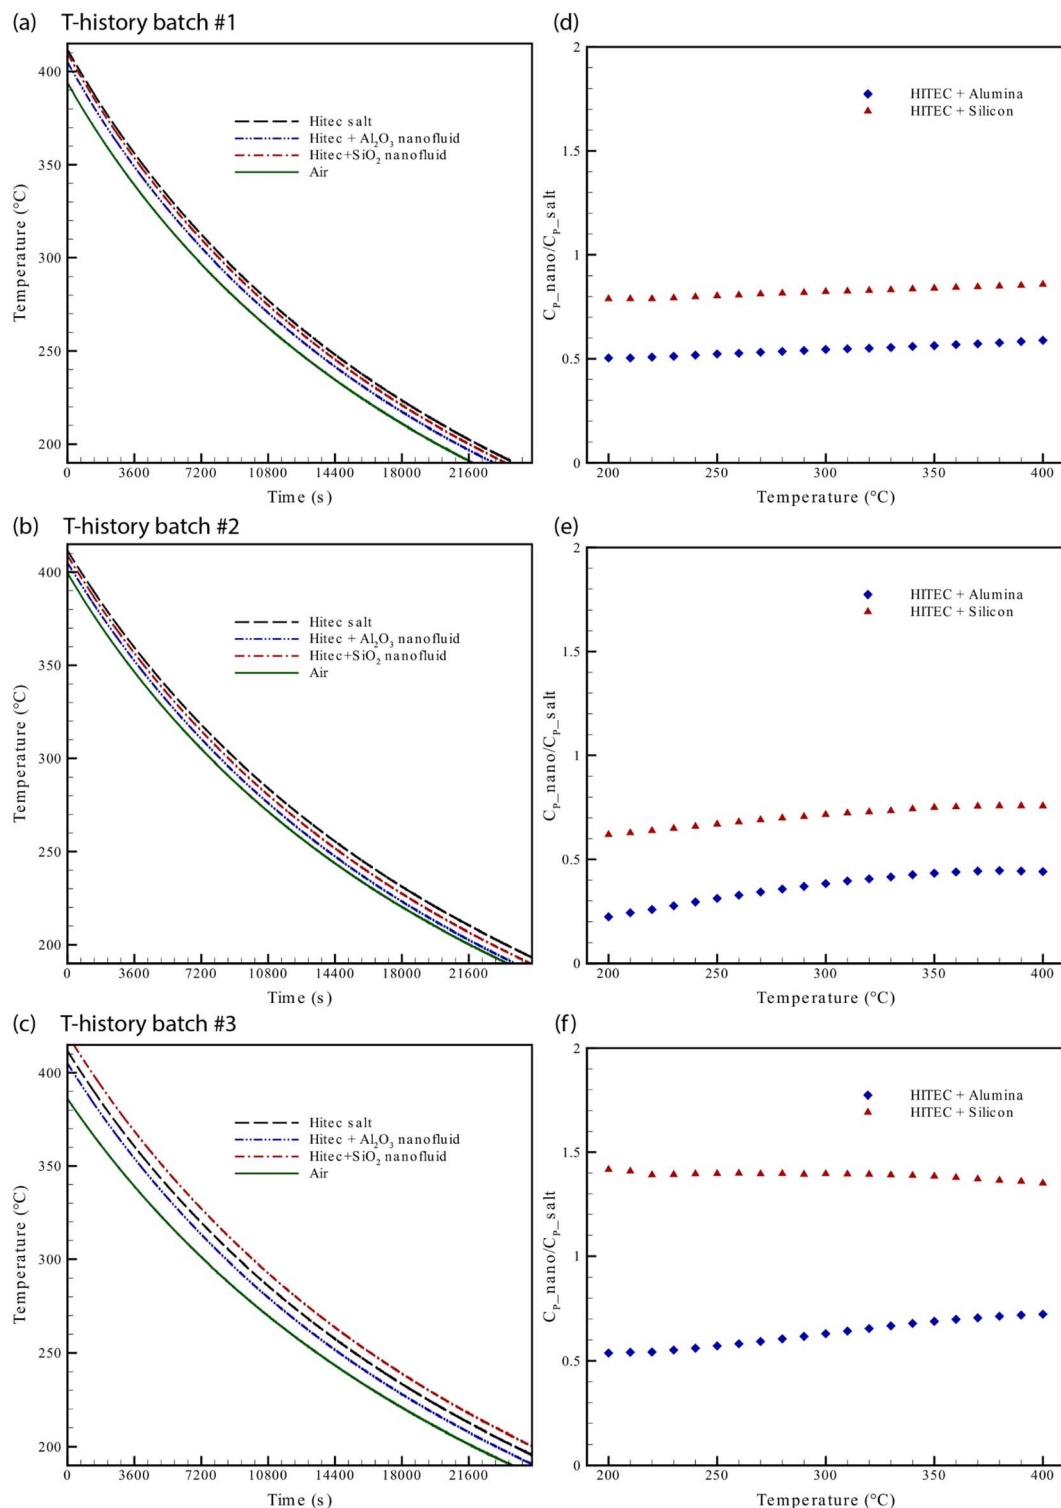 (a) T-history batch #1
400
350
300
250
200
Temperature (°C)
Hitec salt
Hitec + Al₂O₃ nanofluid
Hitec+SiO₂ nanofluid
Air
0 3600 7200 10800 14400 18000 21600
Time (s)
(d)
2
1.5
1
0.5
0
C_P_nano/C_P_salt
HITEC + Alumina
HITEC + Silicon
200 250 300 350 400
Temperature (°C)
(b) T-history batch #2
400
350
300
250
200
Temperature (°C)
Hitec salt
Hitec + Al₂O₃ nanofluid
Hitec+SiO₂ nanofluid
Air
0 3600 7200 10800 14400 18000 21600
Time (s)
(e)
2
1.5
1
0.5
0
C_P_nano/C_P_salt
HITEC + Alumina
HITEC + Silicon
200 250 300 350 400
Temperature (°C)
(c) T-history batch #3
400
350
300
250
200
Temperature (°C)
Hitec salt
Hitec + Al₂O₃ nanofluid
Hitec+SiO₂ nanofluid
Air
0 3600 7200 10800 14400 18000 21600
Time (s)
(f)
2
1.5
1
0.5
0
C_P_nano/C_P_salt
HITEC + Alumina
HITEC + Silicon
200 250 300 350 400
Temperature (°C)